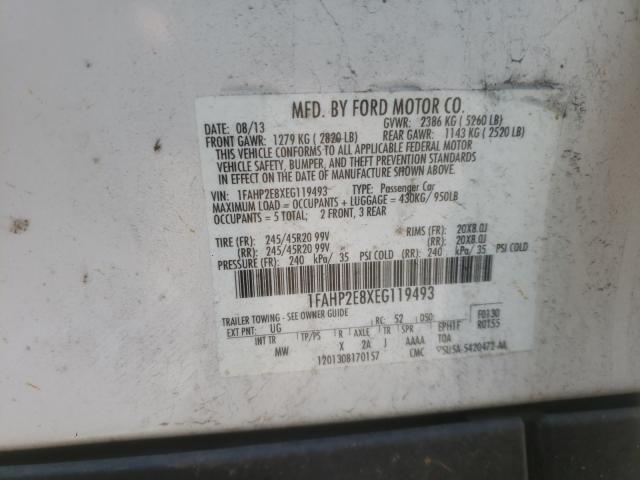 MFD. BY FORD MOTOR CO.
DATE: 08/13 GVWR: 2386 KG ( 5260 LB)
FRONT GAWR: 1279 KG ( 2820 LB) REAR GAWR: 1143 KG ( 2520 LB)
THIS VEHICLE CONFORMS TO ALL APPLICABLE FEDERAL MOTOR
VEHICLE SAFETY, BUMPER, AND THEFT PREVENTION STANDARDS
IN EFFECT ON THE DATE OF MANUFACTURE SHOWN ABOVE.
VIN: 1FAHP2E8XEG119493 TYPE: Passenger Car
MAXIMUM LOAD = OCCUPANTS + LUGGAGE = 430KG/ 950LB
OCCUPANTS = 5 TOTAL; 2 FRONT, 3 REAR
TIRE (FR): 245/45R20 99V RIMS (FR): 20X8.0J
(RR): 245/45R20 99V (RR): 20X8.0J
PRESSURE (FR): 240 kPa/ 35 PSI COLD (RR): 240 kPa/ 35 PSI COLD
1FAHP2E8XEG119493
TRAILER TOWING - SEE OWNER GUIDE
EXT PNT: UG RC: 52 DSO: F0130
INT TR TP/PS R AXLE TR SPR EPH1F R0T55
MW X 2A J AAAA TOA
1201308170157 CMC SUSA-5420472-AA